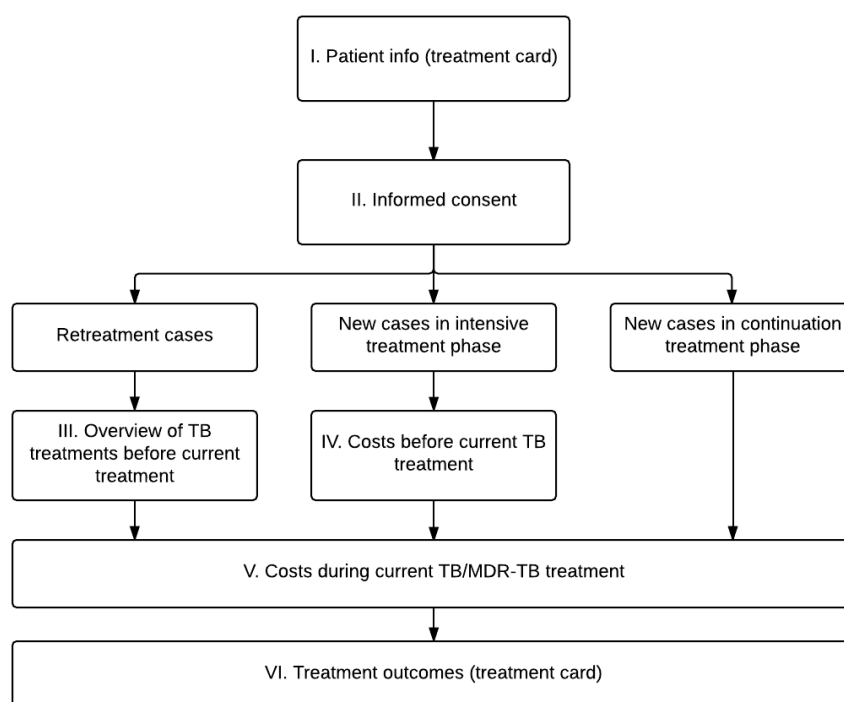 I. Patient info (treatment card)
II. Informed consent
Retreatment cases
New cases in intensive
treatment phase
New cases in continuation
treatment phase
III. Overview of TB
treatments before current
treatment
IV. Costs before current TB
treatment
V. Costs during current TB/MDR-TB treatment
VI. Treatment outcomes (treatment card)